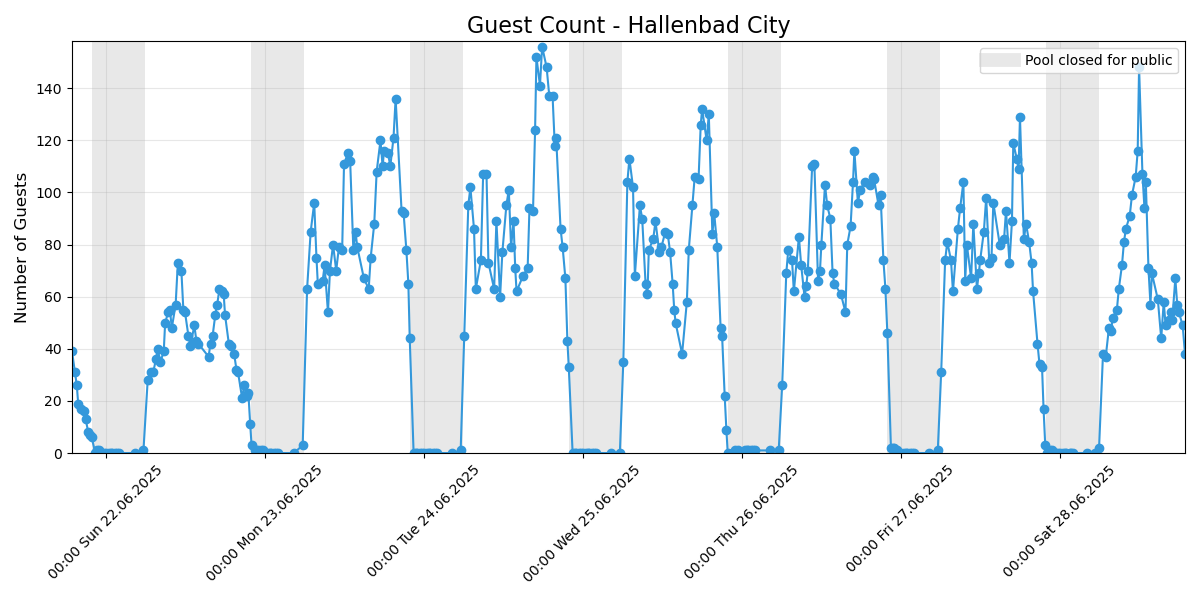 Guest Count - Hallenbad City
Pool closed for public
Number of Guests
140
120
100
80
60
40
20
0
00:00 Sun 22.06.2025
00:00 Mon 23.06.2025
00:00 Tue 24.06.2025
00:00 Wed 25.06.2025
00:00 Thu 26.06.2025
00:00 Fri 27.06.2025
00:00 Sat 28.06.2025